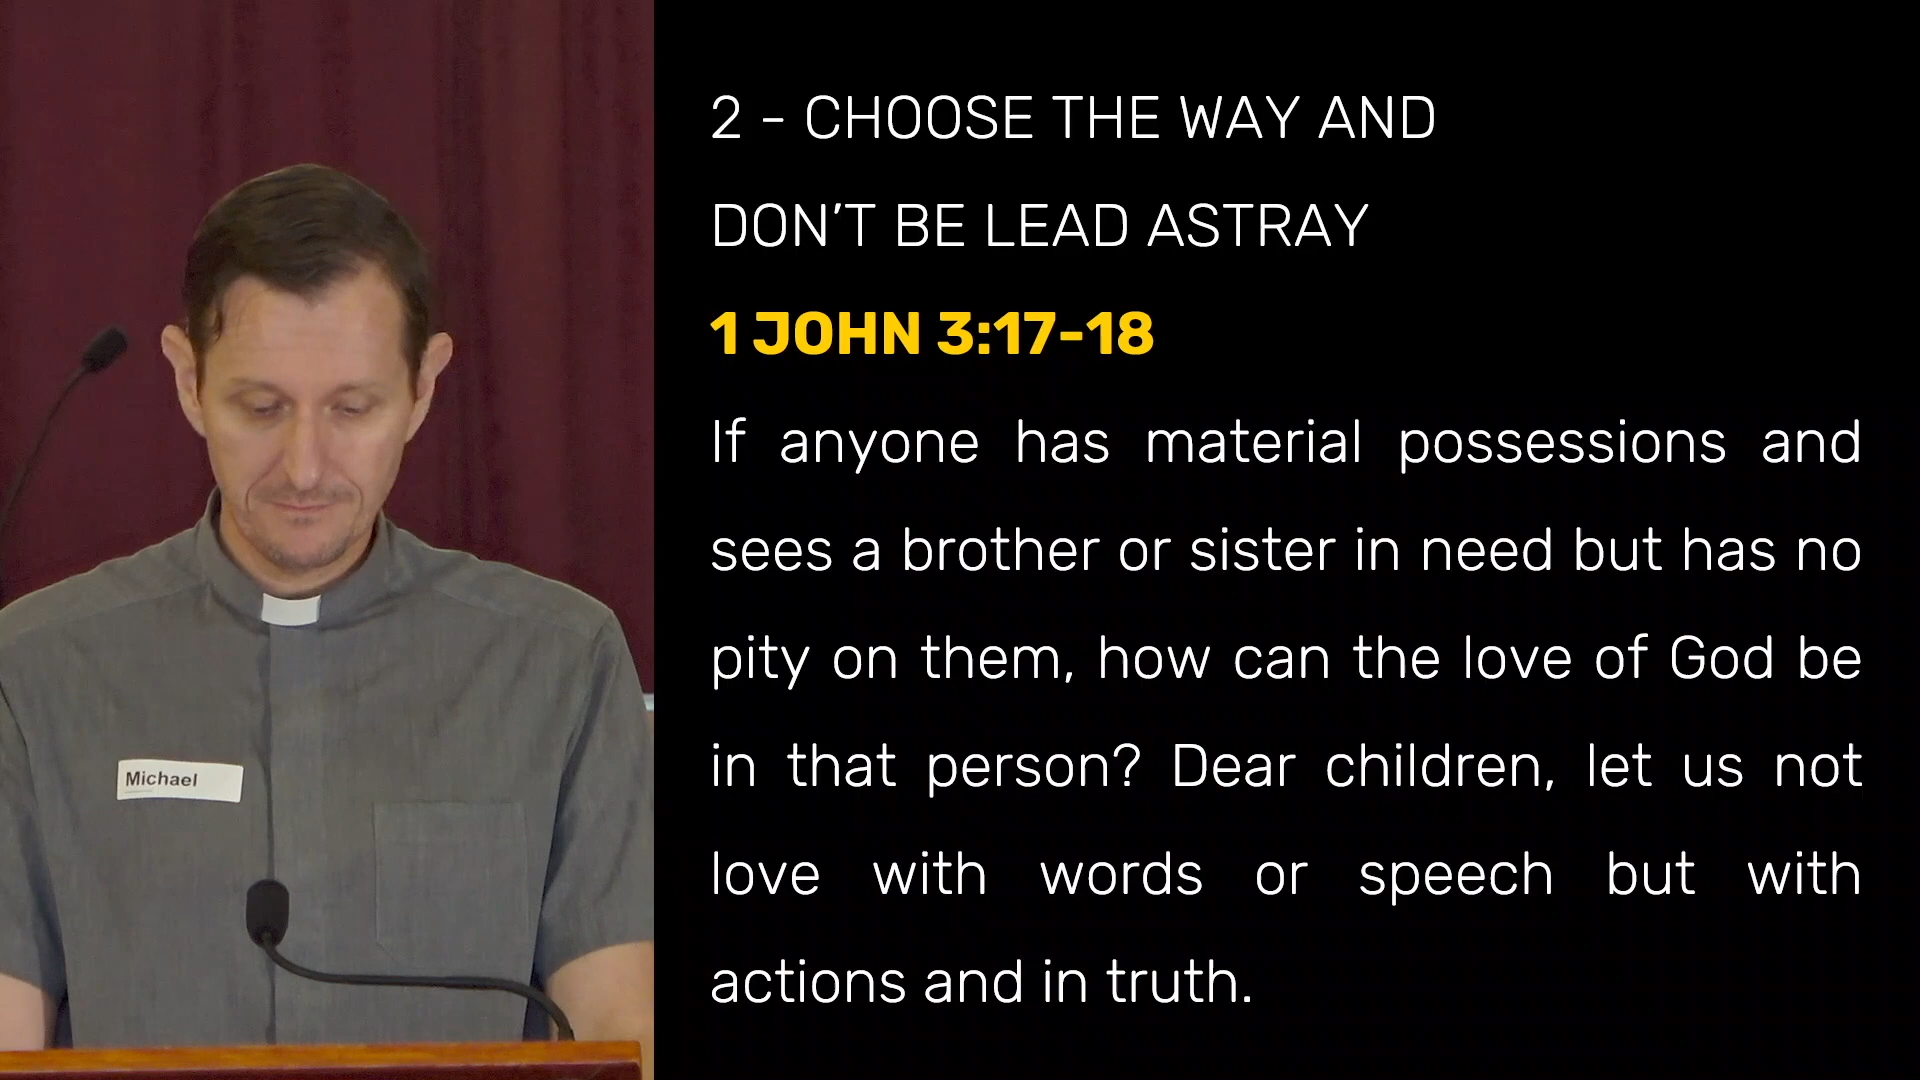 2 - CHOOSE THE WAY AND
DON'T BE LEAD ASTRAY
1 JOHN 3:17-18
If anyone has material possessions and
sees a brother or sister in need but has no
pity on them, how can the love of God be
in that person? Dear children, let us not
love with words or speech but with
actions and in truth.
Michael